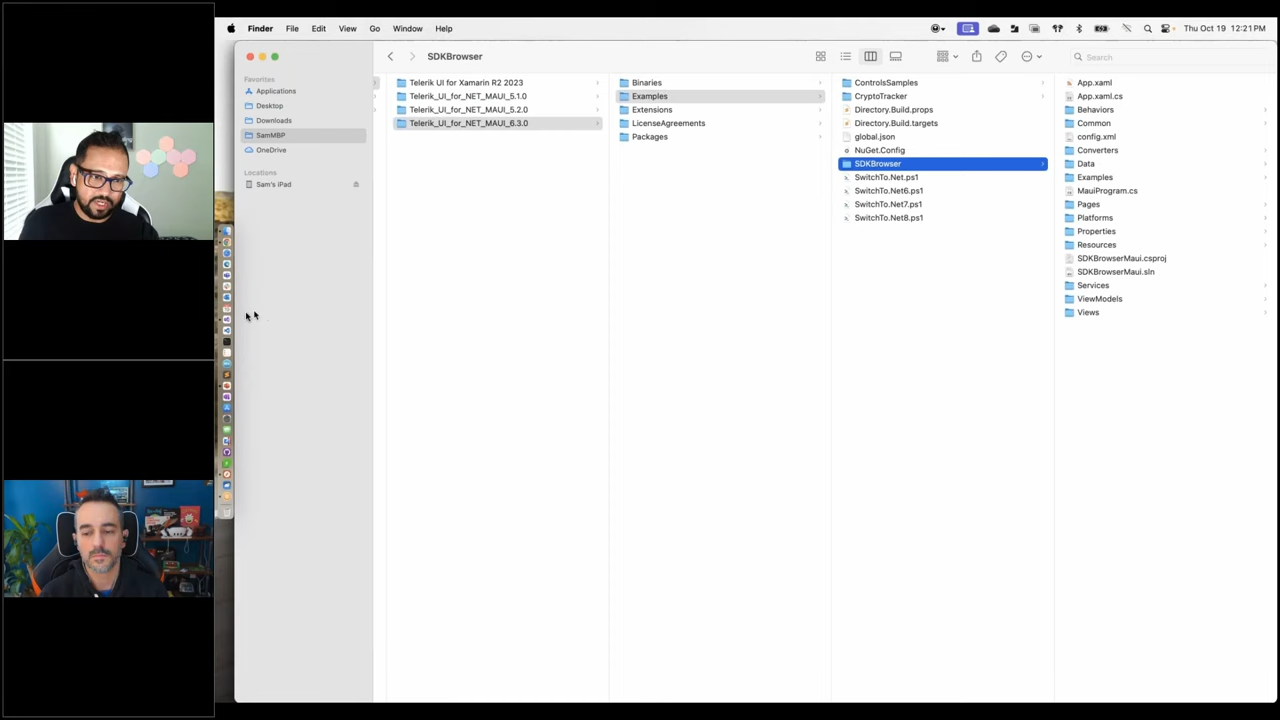 Finder File Edit View Go Window Help
Thu Oct 19 12:21 PM
SDKBrowser
Search
Favorites
Applications
Desktop
Downloads
SamMBP
OneDrive
Locations
Sam's iPad
Telerik UI for Xamarin R2 2023
Telerik_UI_for_NET_MAUI_5.1.0
Telerik_UI_for_NET_MAUI_5.2.0
Telerik_UI_for_NET_MAUI_6.3.0
Binaries
Examples
Extensions
LicenseAgreements
Packages
ControlsSamples
CryptoTracker
Directory.Build.props
Directory.Build.targets
global.json
NuGet.Config
SDKBrowser
SwitchTo.Net.ps1
SwitchTo.Net6.ps1
SwitchTo.Net7.ps1
SwitchTo.Net8.ps1
App.xaml
App.xaml.cs
Behaviors
Common
config.xml
Converters
Data
Examples
MauiProgram.cs
Pages
Platforms
Properties
Resources
SDKBrowserMaui.csproj
SDKBrowserMaui.sln
Services
ViewModels
Views